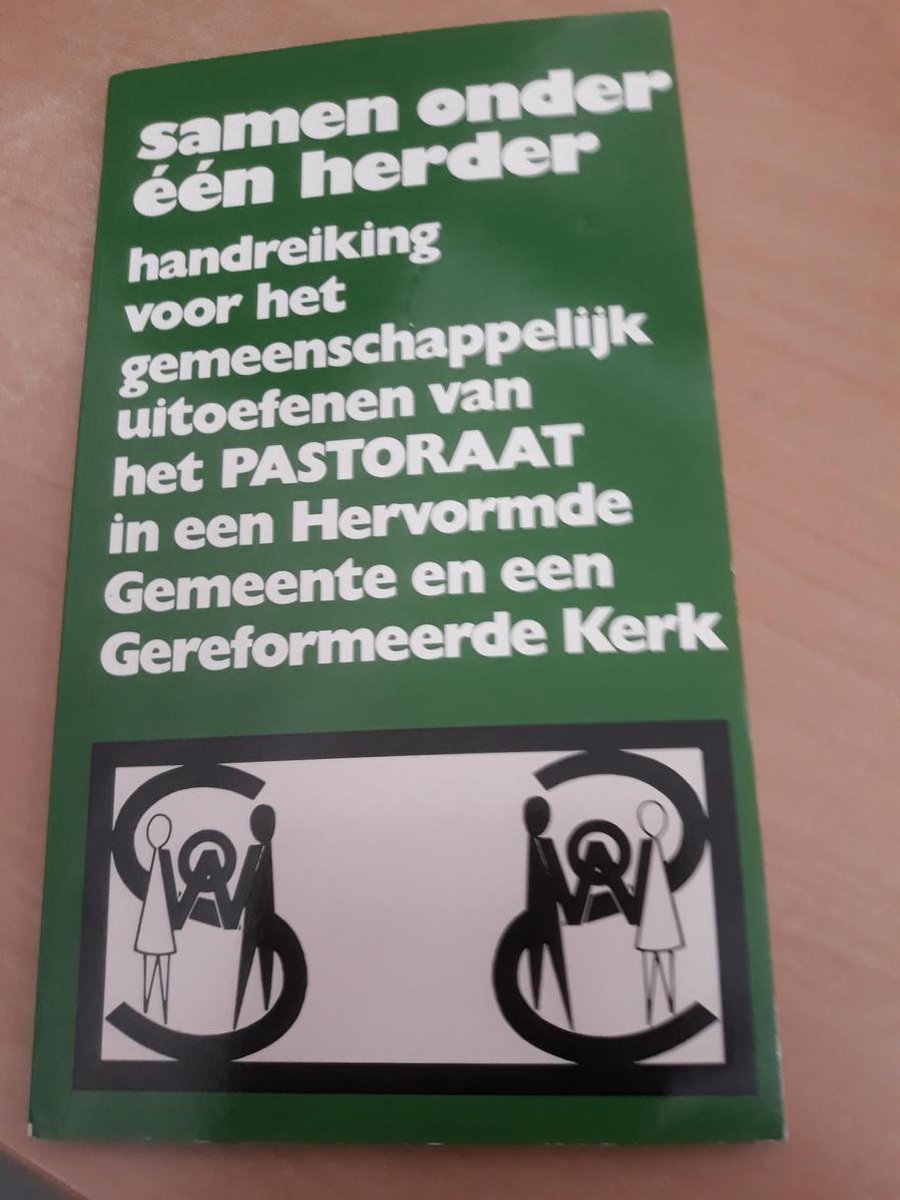 samen onder
één herder
handreiking
voor het
gemeenschappelijk
uitoefenen van
het PASTORAAT
in een Hervormde
Gemeente en een
Gereformeerde Kerk